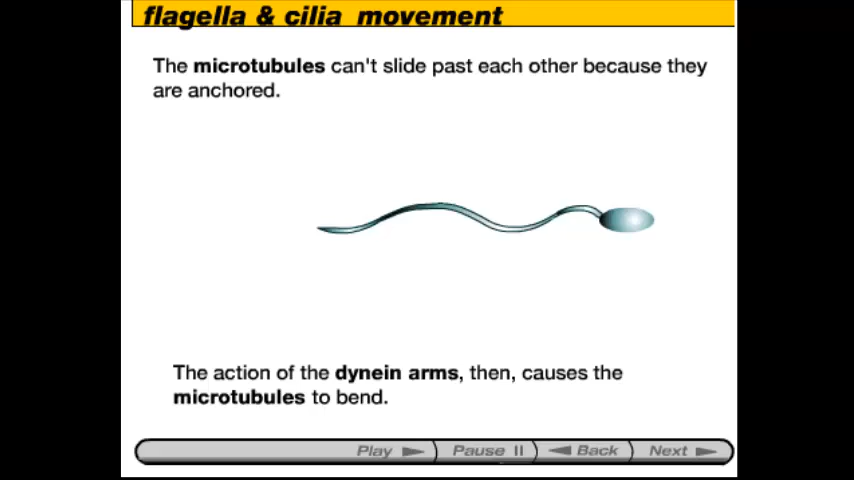 flagella & cilia movement
The microtubules can't slide past each other because they
are anchored.
The action of the dynein arms, then, causes the
microtubules to bend.
Play Pause Back Next